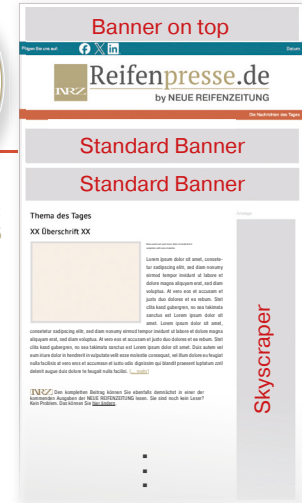 Banner on top
Folgen Sie uns auf:
Datum
NRZ
Reifenpresse.de
by NEUE REIFENZEITUNG
Die Nachrichten des Tages
Standard Banner
Standard Banner
Thema des Tages
Anzeige
XX Überschrift XX
Lorem ipsum dolor sit amet, consete-
tur sadipscing elitr, sed diam nonumy
eirmod tempor invidunt ut labore et
dolore magna aliquyam erat, sed diam
voluptua. At vero eos et accusam et
justo duo dolores et ea rebum. Stet
clita kasd gubergren, no sea takimata
sanctus est Lorem ipsum dolor sit
amet. Lorem ipsum dolor sit amet,
consetetur sadipscing elitr, sed diam nonumy eirmod tempor invidunt ut labore et dolore magna
aliquyam erat, sed diam voluptua. At vero eos et accusam et justo duo dolores et ea rebum. Stet
clita kasd gubergren, no sea takimata sanctus est Lorem ipsum dolor sit amet. Duis autem vel
eum iriure dolor in hendrerit in vulputate velit esse molestie consequat, vel illum dolore eu feugiat
nulla facilisis at vero eros et accumsan et iusto odio dignissim qui blandit praesent luptatum zzril
delenit augue duis dolore te feugait nulla facilisi. (... mehr)
NRZ Den kompletten Beitrag können Sie ebenfalls demnächst in einer der
kommenden Ausgaben der NEUE REIFENZEITUNG lesen. Sie sind noch kein Leser?
Kein Problem. Das können Sie hier ändern.
Skyscraper